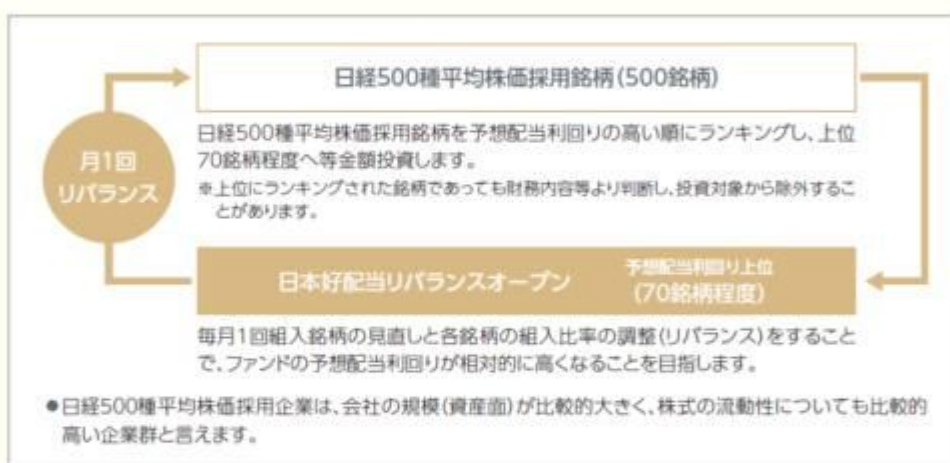 日経500種平均株価採用銘柄(500銘柄)
日経500種平均株価採用銘柄を予想配当利回りの高い順にランキングし、上位
70銘柄程度へ等金額投資します。
※上位にランキングされた銘柄であっても財務内容等より判断し、投資対象から除外するこ
とがあります。
月1回
リバランス
日本好配当リバランスオープン
予想配当利回り上位
(70銘柄程度)
毎月1回組入銘柄の見直しと各銘柄の組入比率の調整(リバランス)をすること
で、ファンドの予想配当利回りが相対的に高くなることを目指します。
●日経500種平均株価採用企業は、会社の規模(資産面)が比較的大きく、株式の流動性についても比較的
高い企業群と言えます。